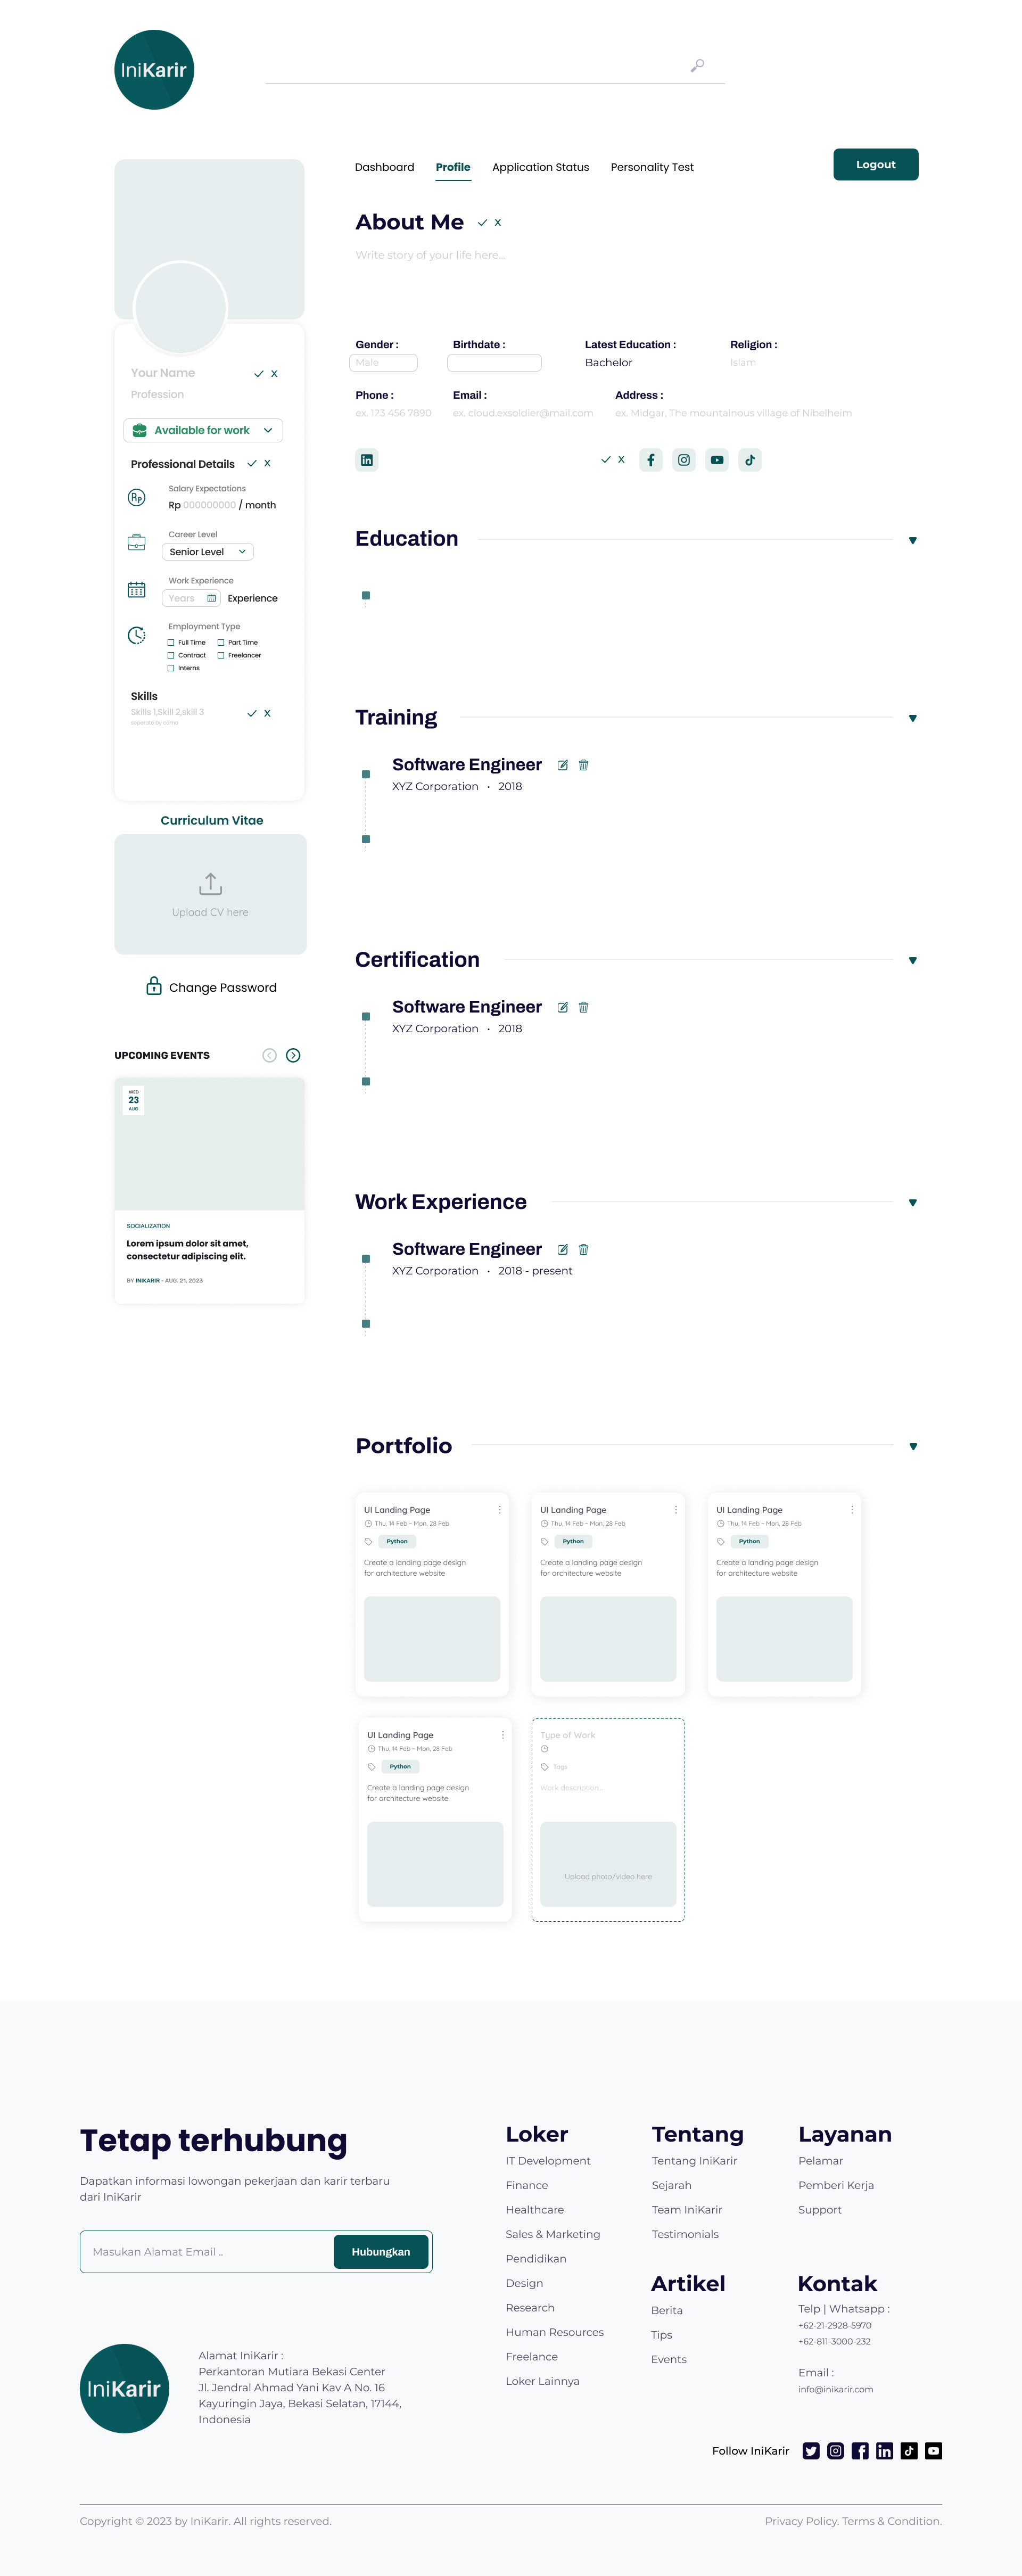 IniKarir
Dashboard
Profile
Application Status
Personality Test
Logout
About Me
X
Write story of your life here...
Gender :
Birthdate :
Latest Education :
Religion :
Male
Bachelor
Islam
Phone :
Email :
Address :
ex. 123 456 7890
ex. cloud.exsoldier@mail.com
ex. Midgar, The mountainous village of Nibelheim
X
Your Name
X
Profession
Available for work
Professional Details
X
Salary Expectations
Rp 000000000 / month
Career Level
Senior Level
Work Experience
Years
Experience
Employment Type
Full Time
Part Time
Contract
Freelancer
Interns
Skills
Skills 1,Skill 2,skill 3
X
Curriculum Vitae
Upload CV here
Change Password
UPCOMING EVENTS
WED
23
AUG
SOCIALIZATION
Lorem ipsum dolor sit amet,
consectetur adipiscing elit.
BY INIKARIR - AUG. 21, 2023
Education
Training
Software Engineer
XYZ Corporation • 2018
Certification
Software Engineer
XYZ Corporation • 2018
Work Experience
Software Engineer
XYZ Corporation • 2018 - present
Portfolio
UI Landing Page
Thu, 14 Feb – Mon, 28 Feb
Python
Create a landing page design
for architecture website
UI Landing Page
Thu, 14 Feb – Mon, 28 Feb
Python
Create a landing page design
for architecture website
UI Landing Page
Thu, 14 Feb – Mon, 28 Feb
Python
Create a landing page design
for architecture website
UI Landing Page
Thu, 14 Feb – Mon, 28 Feb
Python
Create a landing page design
for architecture website
Type of Work
Tags
Work description...
Upload photo/video here
Tetap terhubung
Dapatkan informasi lowongan pekerjaan dan karir terbaru
dari IniKarir
Masukan Alamat Email ..
Hubungkan
IniKarir
Alamat IniKarir :
Perkantoran Mutiara Bekasi Center
Jl. Jendral Ahmad Yani Kav A No. 16
Kayuringin Jaya, Bekasi Selatan, 17144,
Indonesia
Loker
IT Development
Finance
Healthcare
Sales & Marketing
Pendidikan
Design
Research
Human Resources
Freelance
Loker Lainnya
Tentang
Tentang IniKarir
Sejarah
Team IniKarir
Testimonials
Layanan
Pelamar
Pemberi Kerja
Support
Artikel
Berita
Tips
Events
Kontak
Telp | Whatsapp :
+62-21-2928-5970
+62-811-3000-232
Email :
info@inikarir.com
Follow IniKarir
Copyright © 2023 by IniKarir. All rights reserved.
Privacy Policy. Terms & Condition.